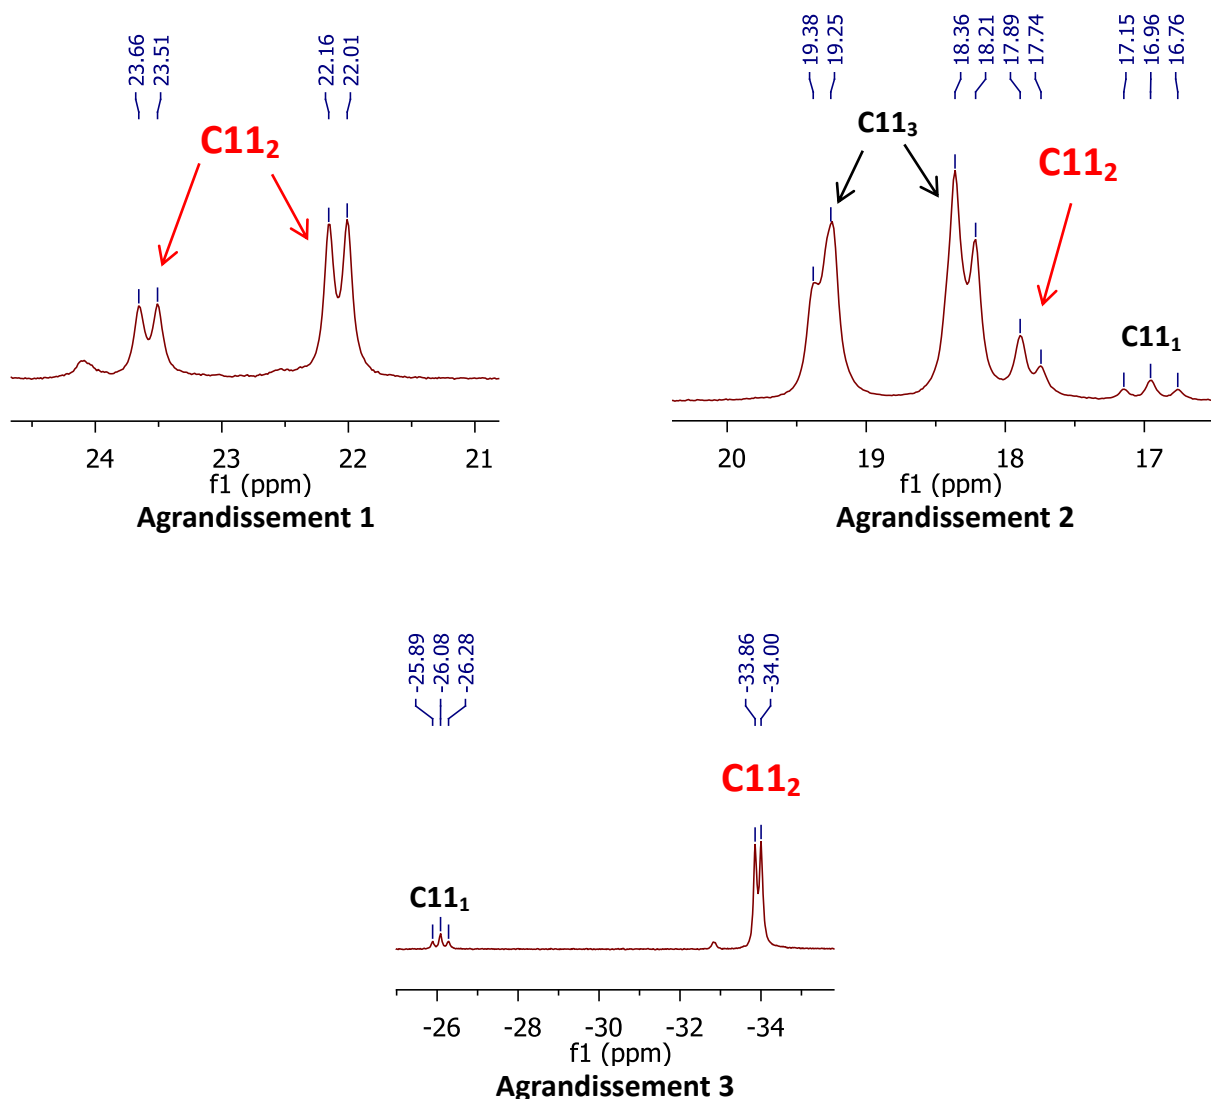 23.66
23.51
22.16
22.01
C11₂
24 23 22 21
f1 (ppm)
Agrandissement 1
19.38
19.25
18.36
18.21
17.89
17.74
17.15
16.96
16.76
C11₃
C11₂
C11₁
20 19 18 17
f1 (ppm)
Agrandissement 2
-25.89
-26.08
-26.28
-33.86
-34.00
C11₂
C11₁
-26 -28 -30 -32 -34
f1 (ppm)
Agrandissement 3